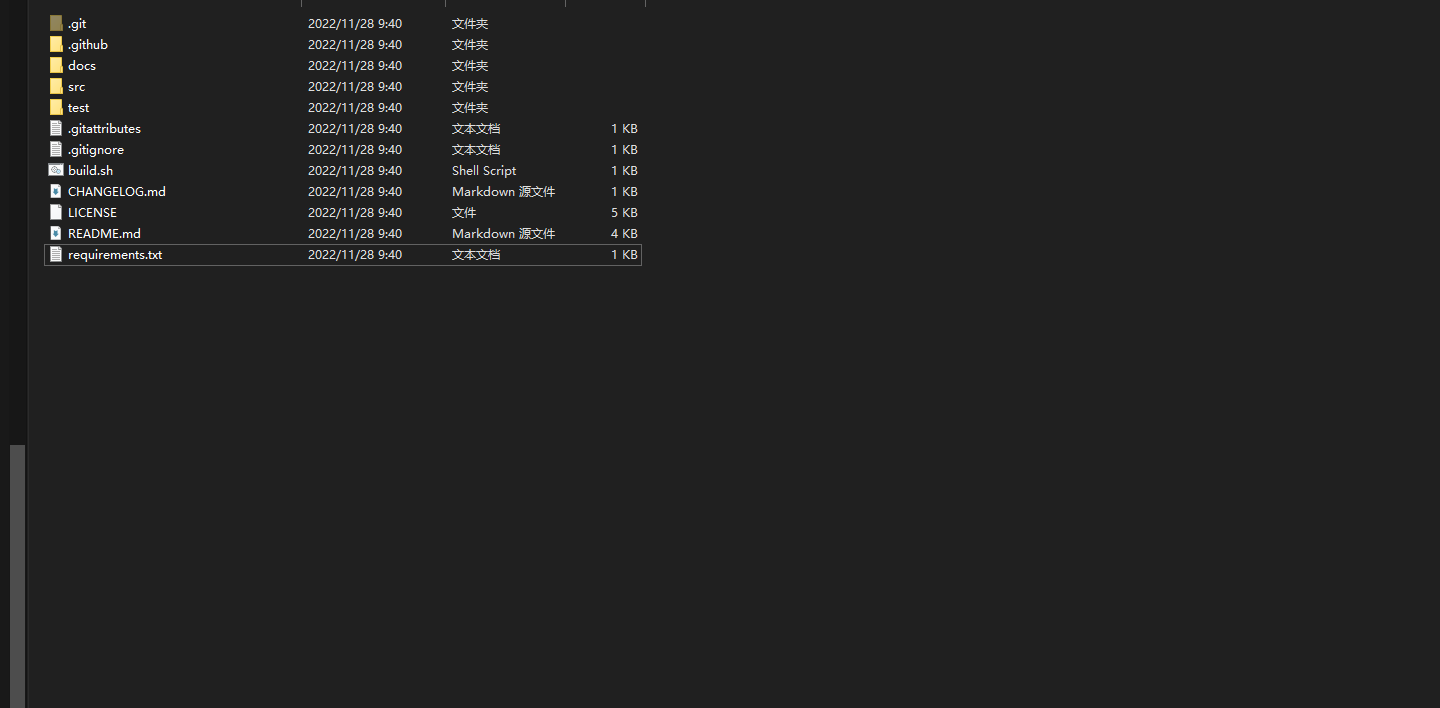 .git 2022/11/28 9:40 文件夹
.github 2022/11/28 9:40 文件夹
docs 2022/11/28 9:40 文件夹
src 2022/11/28 9:40 文件夹
test 2022/11/28 9:40 文件夹
.gitattributes 2022/11/28 9:40 文本文档 1 KB
.gitignore 2022/11/28 9:40 文本文档 1 KB
build.sh 2022/11/28 9:40 Shell Script 1 KB
CHANGELOG.md 2022/11/28 9:40 Markdown 源文件 1 KB
LICENSE 2022/11/28 9:40 文件 5 KB
README.md 2022/11/28 9:40 Markdown 源文件 4 KB
requirements.txt 2022/11/28 9:40 文本文档 1 KB